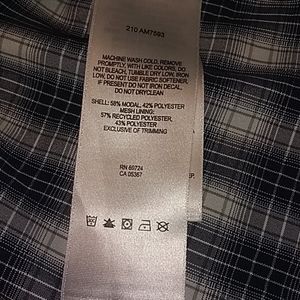 210 AM7593
MACHINE WASH COLD, REMOVE
PROMPTLY, WITH LIKE COLORS, DO
NOT BLEACH, TUMBLE DRY LOW, IRON
LOW, DO NOT USE FABRIC SOFTENER,
IF PRESENT DO NOT IRON DECAL,
DO NOT DRYCLEAN
SHELL: 58% MODAL, 42% POLYESTER
MESH LINING:
57% RECYCLED POLYESTER,
43% POLYESTER
EXCLUSIVE OF TRIMMING
RN 89724
CA 05367
EP.